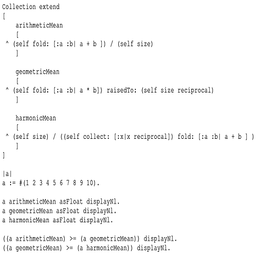 Collection extend
[
arithmeticMean
[
^ (self fold: [:a :b| a + b ]) / (self size)
]
geometricMean
[
^ (self fold: [:a :b| a * b]) raisedTo: (self size reciprocal)
]
harmonicMean
[
^ (self size) / ((self collect: [:x|x reciprocal]) fold: [:a :b| a + b ] )
]
]
|a|
a := #(1 2 3 4 5 6 7 8 9 10).
a arithmeticMean asFloat displayNl.
a geometricMean asFloat displayNl.
a harmonicMean asFloat displayNl.
((a arithmeticMean) >= (a geometricMean)) displayNl.
((a geometricMean) >= (a harmonicMean)) displayNl.